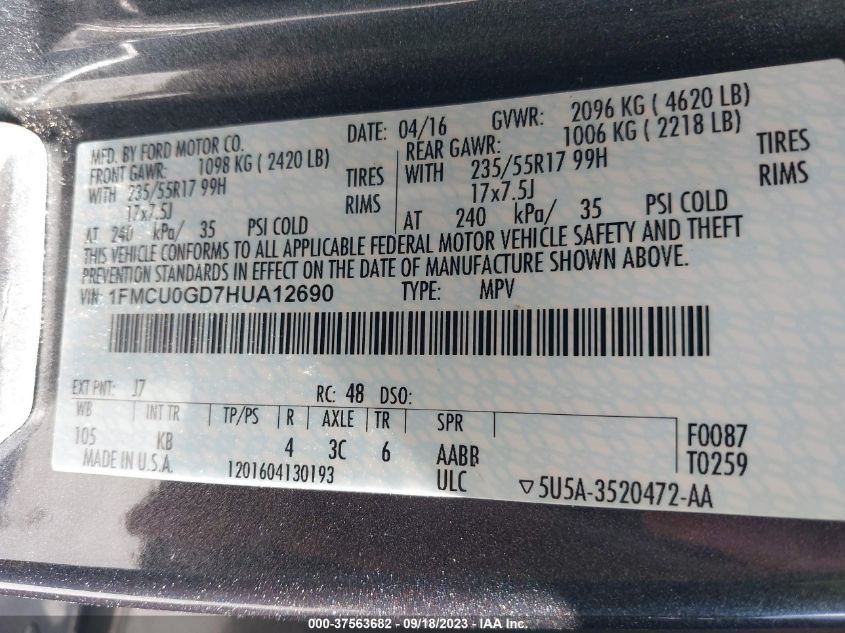 MFD. BY FORD MOTOR CO.
DATE: 04/16 GVWR: 2096 KG ( 4620 LB)
FRONT GAWR: 1098 KG ( 2420 LB)
REAR GAWR: 1006 KG ( 2218 LB)
WITH 235/55R17 99H TIRES
WITH 235/55R17 99H TIRES
17x7.5J RIMS
17x7.5J RIMS
AT 240 kPa/ 35 PSI COLD
AT 240 kPa/ 35 PSI COLD
THIS VEHICLE CONFORMS TO ALL APPLICABLE FEDERAL MOTOR VEHICLE SAFETY AND THEFT
PREVENTION STANDARDS IN EFFECT ON THE DATE OF MANUFACTURE SHOWN ABOVE.
VIN: 1FMCU0GD7HUA12690 TYPE: MPV
EXT PNT: J7 RC: 48 DSO:
WB INT TR TP/PS R AXLE TR SPR
105 KB 4 3C 6 AABB F0087
MADE IN U.S.A. 1201604130193 ULC T0259
▽5U5A-3520472-AA
000-37563682 - 09/18/2023 - IAA Inc.